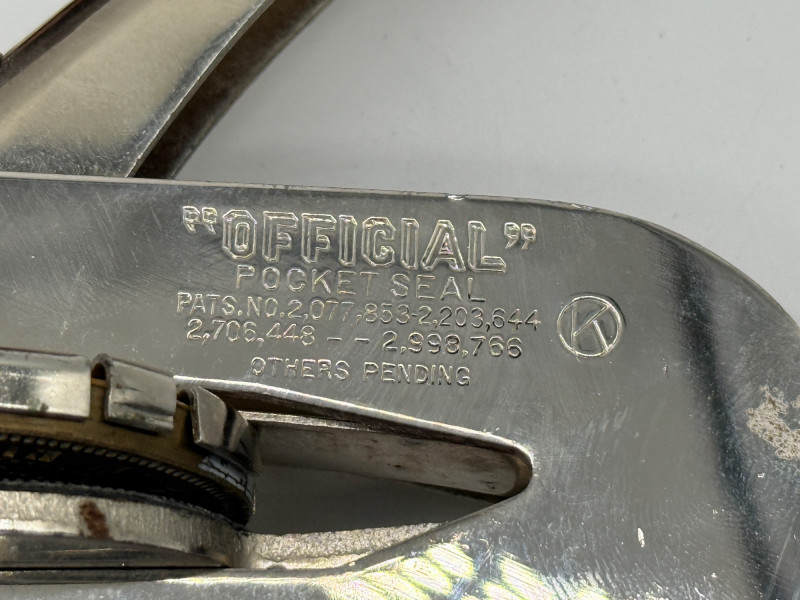 "OFFICIAL"
POCKET SEAL
PATS.NO.2,077,853-2,203,644
2,706,448 -- 2,998,766
OTHERS PENDING
K